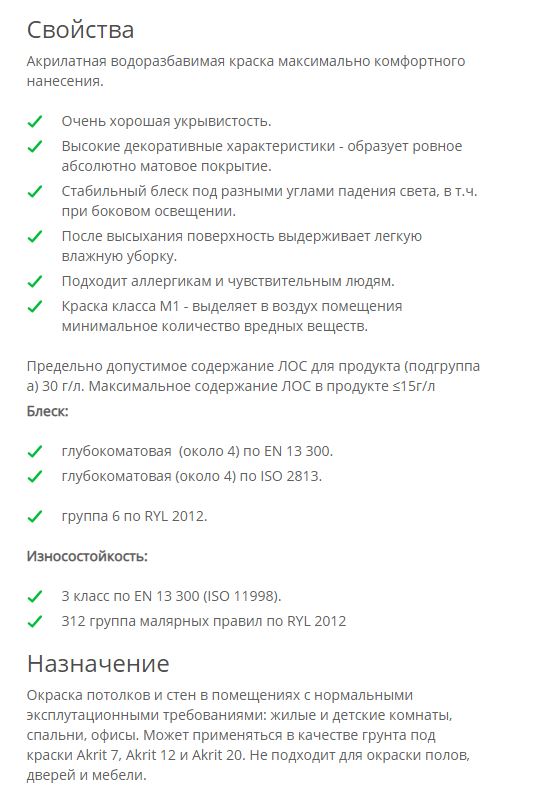 Свойства
Акрилатная водоразбавимая краска максимально комфортного
нанесения.
Очень хорошая укрывистость.
Высокие декоративные характеристики - образует ровное
абсолютно матовое покрытие.
Стабильный блеск под разными углами падения света, в т.ч.
при боковом освещении.
После высыхания поверхность выдерживает легкую
влажную уборку.
Подходит аллергикам и чувствительным людям.
Краска класса М1 - выделяет в воздух помещения
минимальное количество вредных веществ.
Предельно допустимое содержание ЛОС для продукта (подгруппа
а) 30 г/л. Максимальное содержание ЛОС в продукте ≤15г/л
Блеск:
глубокоматовая (около 4) по EN 13 300.
глубокоматовая (около 4) по ISO 2813.
группа 6 по RYL 2012.
Износостойкость:
3 класс по EN 13 300 (ISO 11998).
312 группа малярных правил по RYL 2012
Назначение
Окраска потолков и стен в помещениях с нормальными
эксплутационными требованиями: жилые и детские комнаты,
спальни, офисы. Может применяться в качестве грунта под
краски Akrit 7, Akrit 12 и Akrit 20. Не подходит для окраски полов,
дверей и мебели.